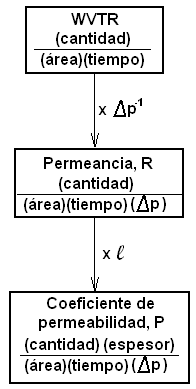 WVTR
(cantidad)
(área)(tiempo)
x Δp⁻¹
Permeancia, R
(cantidad)
(área)(tiempo)(Δp)
x ℓ
Coeficiente de
permeabilidad, P
(cantidad) (espesor)
(área)(tiempo)(Δp)